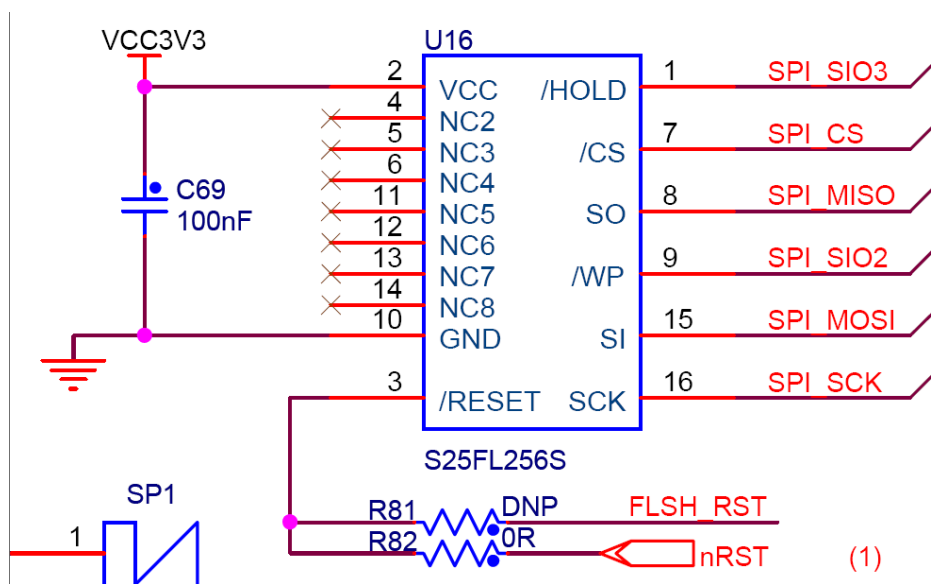 VCC3V3
U16
2 VCC /HOLD 1 SPI_SIO3
4 NC2
5 NC3 /CS 7 SPI_CS
6 NC4
11 NC5 SO 8 SPI_MISO
12 NC6
13 NC7 /WP 9 SPI_SIO2
14 NC8
10 GND SI 15 SPI_MOSI
3 /RESET SCK 16 SPI_SCK
C69
100nF
S25FL256S
SP1
1
R81 DNP FLSH_RST
R82 0R nRST (1)